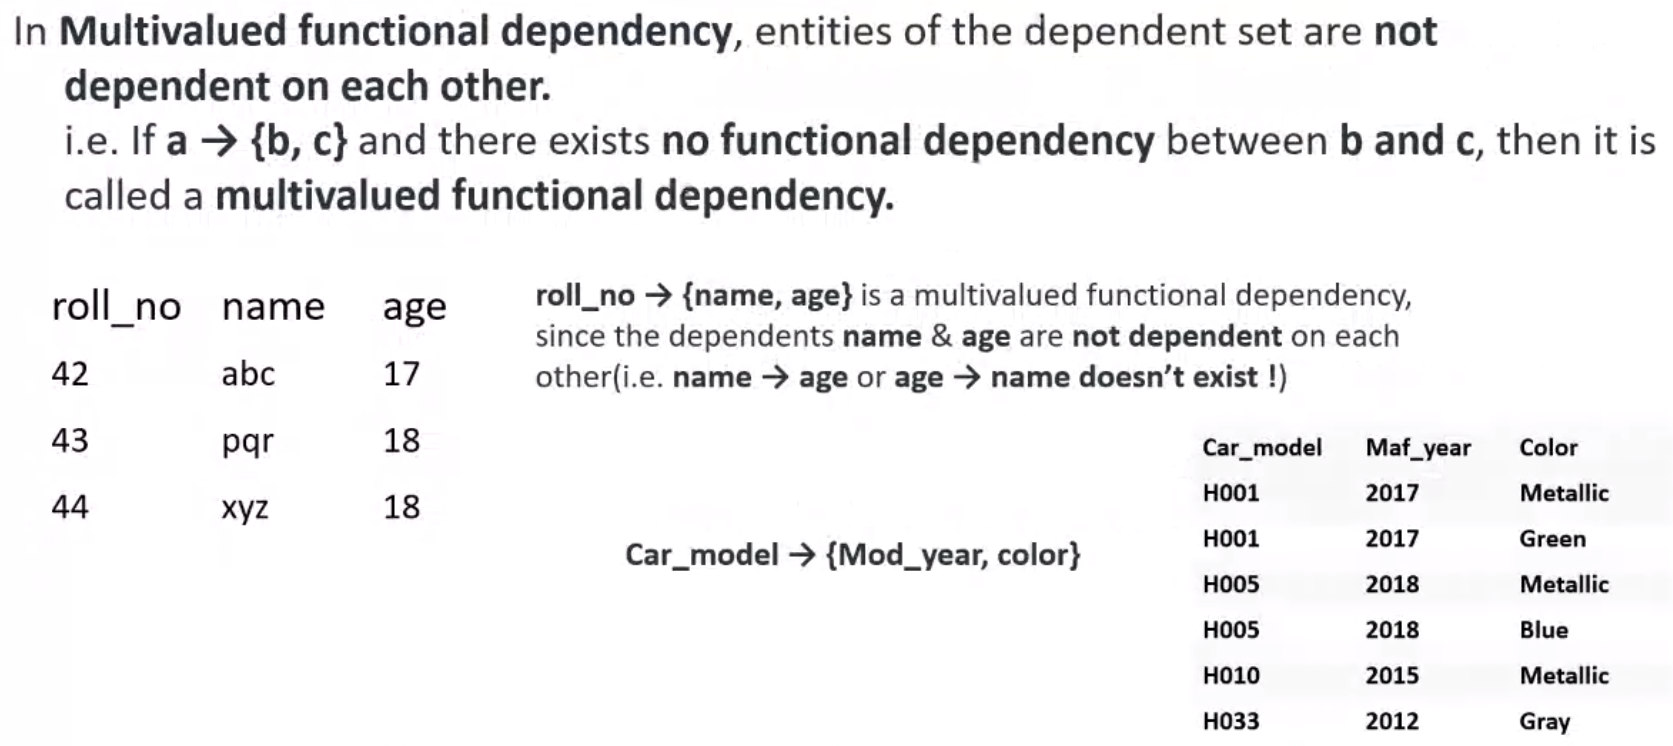 In Multivalued functional dependency, entities of the dependent set are not
dependent on each other.
i.e. If a → {b, c} and there exists no functional dependency between b and c, then it is
called a multivalued functional dependency.
roll_no name age
42 abc 17
43 pqr 18
44 xyz 18
roll_no → {name, age} is a multivalued functional dependency,
since the dependents name & age are not dependent on each
other(i.e. name → age or age → name doesn’t exist !)
Car_model → {Mod_year, color}
Car_model Maf_year Color
H001 2017 Metallic
H001 2017 Green
H005 2018 Metallic
H005 2018 Blue
H010 2015 Metallic
H033 2012 Gray